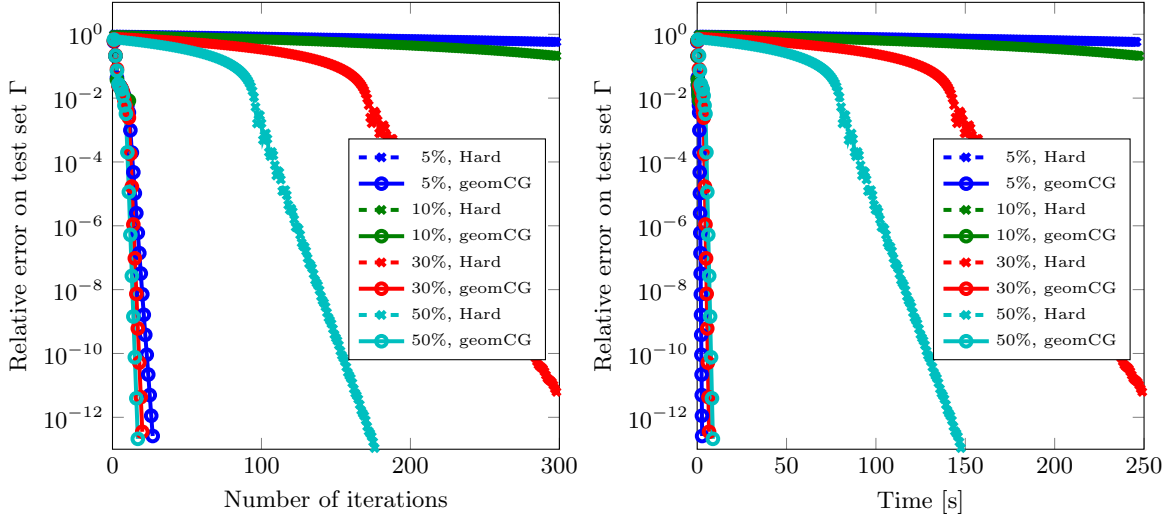 Relative error on test set Γ
10^0
10^-2
10^-4
10^-6
10^-8
10^-10
10^-12
0
100
200
300
Number of iterations
5%, Hard
5%, geomCG
10%, Hard
10%, geomCG
30%, Hard
30%, geomCG
50%, Hard
50%, geomCG
Relative error on test set Γ
10^0
10^-2
10^-4
10^-6
10^-8
10^-10
10^-12
0
50
100
150
200
250
Time [s]
5%, Hard
5%, geomCG
10%, Hard
10%, geomCG
30%, Hard
30%, geomCG
50%, Hard
50%, geomCG